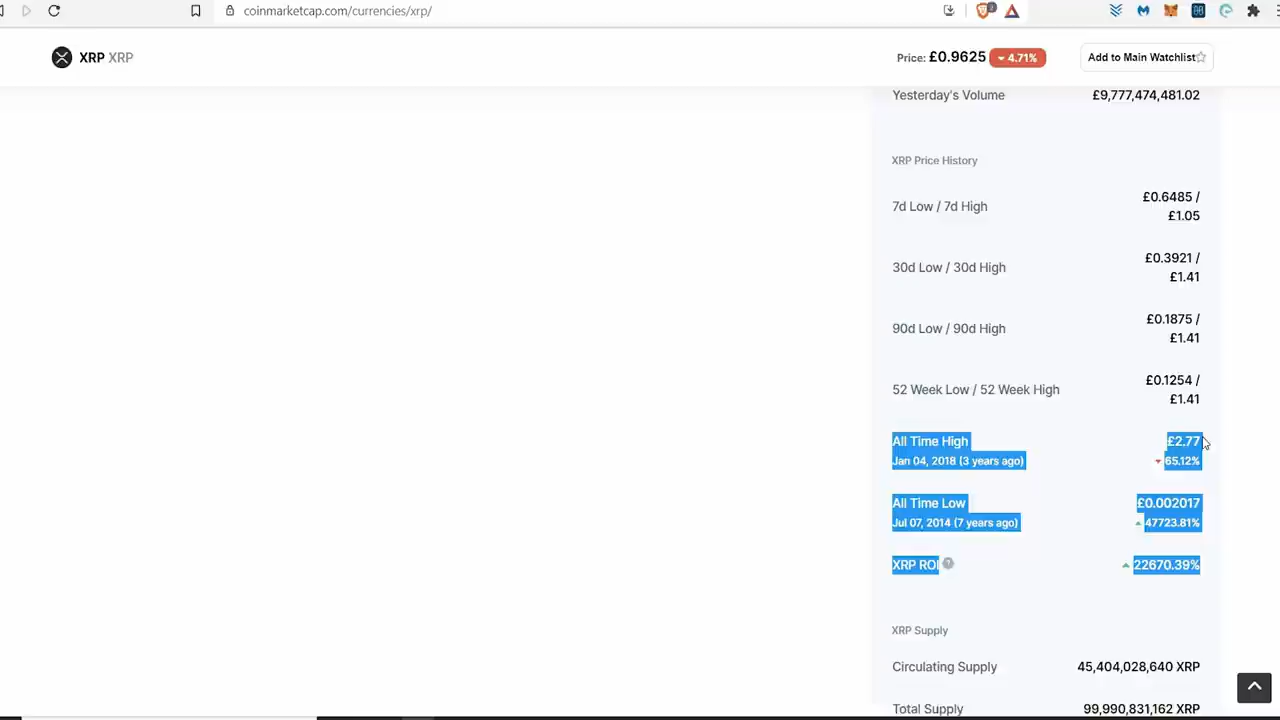 coinmarketcap.com/currencies/xrp/
XRP XRP
Price: £0.9625 4.71%
Add to Main Watchlist
Yesterday's Volume £9,777,474,481.02
XRP Price History
7d Low / 7d High £0.6485 /
£1.05
30d Low / 30d High £0.3921 /
£1.41
90d Low / 90d High £0.1875 /
£1.41
52 Week Low / 52 Week High £0.1254 /
£1.41
All Time High £2.77
Jan 04, 2018 (3 years ago) 65.12%
All Time Low £0.002017
Jul 07, 2014 (7 years ago) 47723.81%
XRP ROI 22670.39%
XRP Supply
Circulating Supply 45,404,028,640 XRP
Total Supply 99,990,831,162 XRP